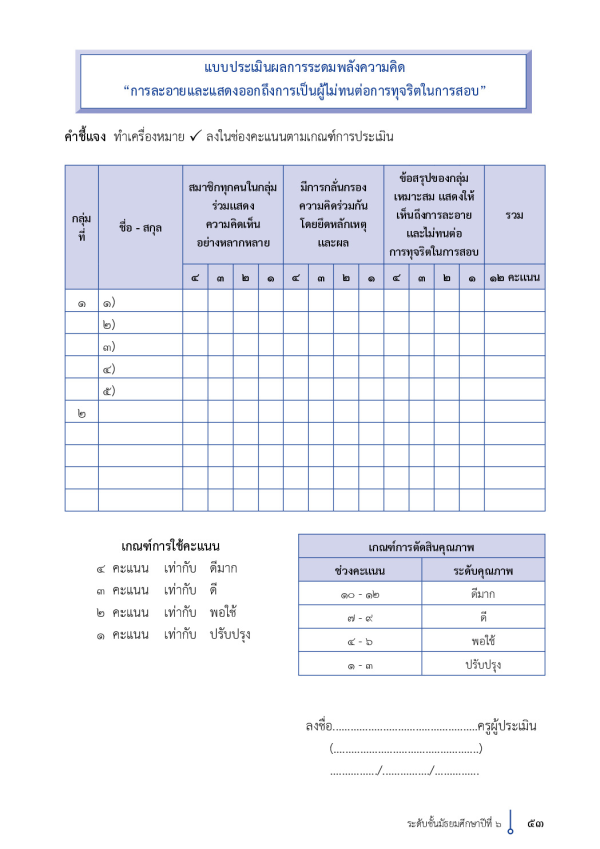 แบบประเมินผลการระดมพลังความคิด
“การละอายและแสดงออกถึงการเป็นผู้ไม่ทนต่อการทุจริตในการสอบ”
คำชี้แจง ทำเครื่องหมาย ✓ ลงในช่องคะแนนตามเกณฑ์การประเมิน
กลุ่ม
ที่
ชื่อ - สกุล
สมาชิกทุกคนในกลุ่ม
ร่วมแสดง
ความคิดเห็น
อย่างหลากหลาย
มีการกลั่นกรอง
ความคิดร่วมกัน
โดยยึดหลักเหตุ
และผล
ข้อสรุปของกลุ่ม
เหมาะสม แสดงให้
เห็นถึงการละอาย
และไม่ทนต่อ
การทุจริตในการสอบ
รวม
๔ ๓ ๒ ๑ ๔ ๓ ๒ ๑ ๔ ๓ ๒ ๑ ๑๒ คะแนน
๑ ๑)
๒)
๓)
๔)
๕)
๒
เกณฑ์การใช้คะแนน
๔ คะแนน เท่ากับ ดีมาก
๓ คะแนน เท่ากับ ดี
๒ คะแนน เท่ากับ พอใช้
๑ คะแนน เท่ากับ ปรับปรุง
เกณฑ์การตัดสินคุณภาพ
ช่วงคะแนน ระดับคุณภาพ
๑๐ - ๑๒ ดีมาก
๗ - ๙ ดี
๔ - ๖ พอใช้
๑ - ๓ ปรับปรุง
ลงชื่อ................................................ครูผู้ประเมิน
(................................................)
................/................/...............
ระดับชั้นมัธยมศึกษาปีที่ ๖ ๕๓